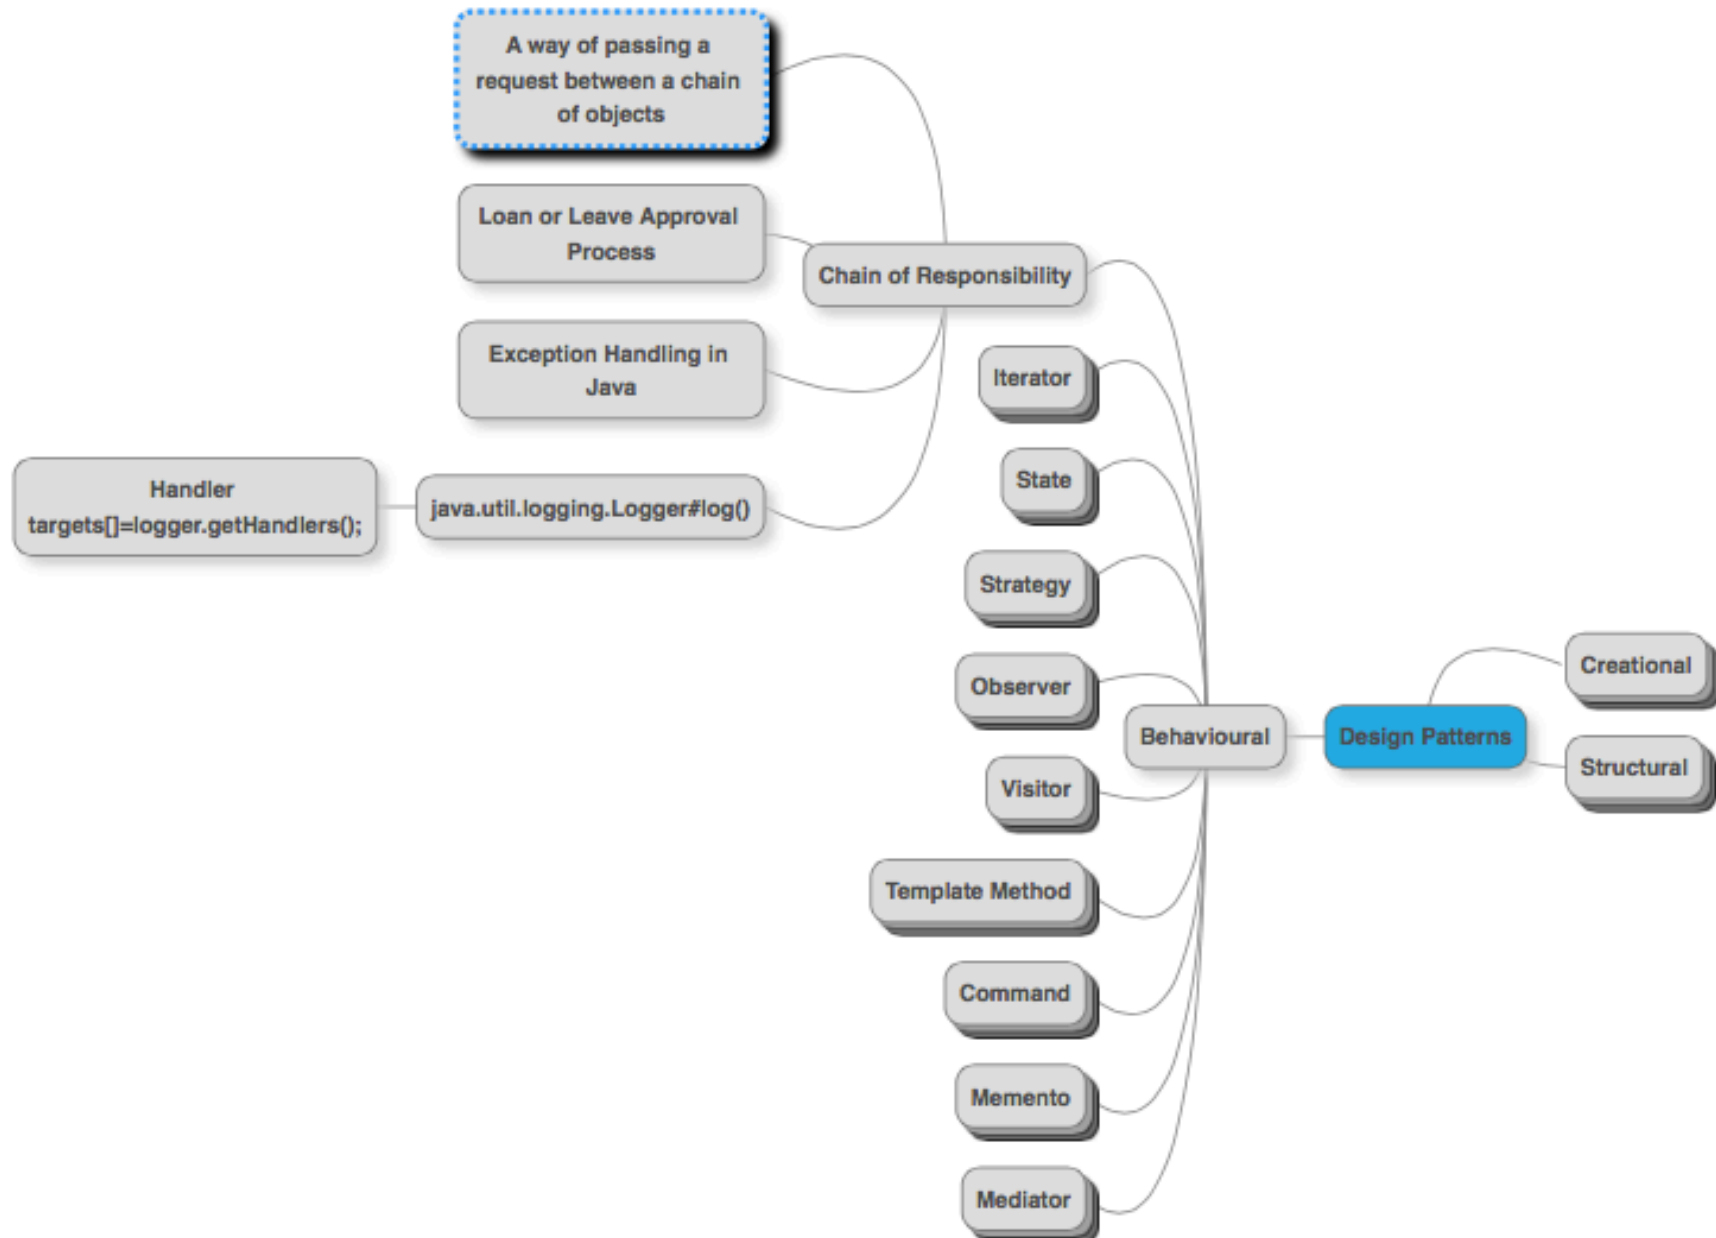 A way of passing a
request between a chain
of objects
Loan or Leave Approval
Process
Chain of Responsibility
Exception Handling in
Java
Iterator
Handler
targets[]=logger.getHandlers();
java.util.logging.Logger#log()
State
Strategy
Observer
Creational
Behavioural
Design Patterns
Structural
Visitor
Template Method
Command
Memento
Mediator